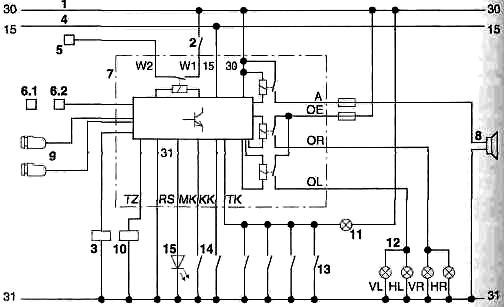 30 1 30
15 4 15
5 2
7 W2 W1 15 30
6.1 6.2
A
OE
8
OR
9
31
OL
TZ RS MK KK TK
3 10 15 14 13 11 12
VL HL VR HR
31 31